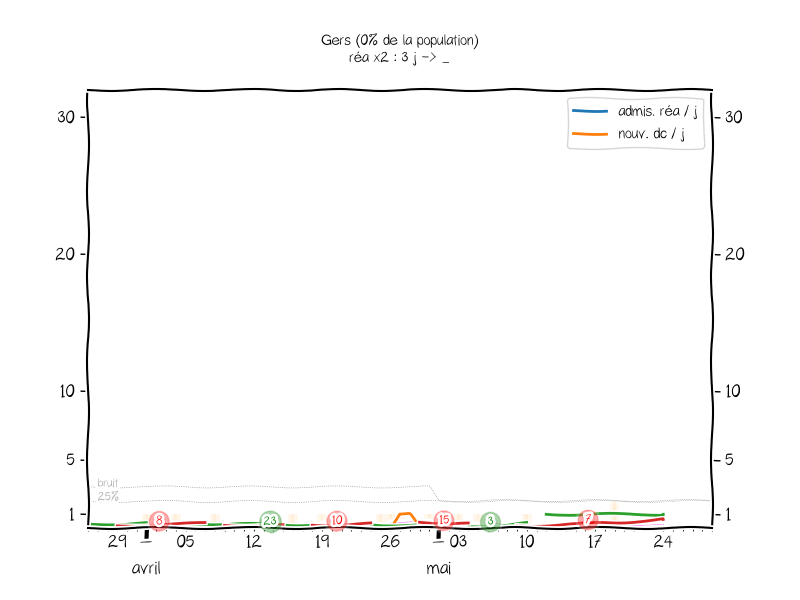 Gers (0% de la population)
réa x2 : 3 j -> _
admis. réa / j
nouv. dc / j
30 30
20 20
10 10
5 5
bruit
25%
1 1
8 23 10 15 3 7
29 05 12 19 26 03 10 17 24
avril mai